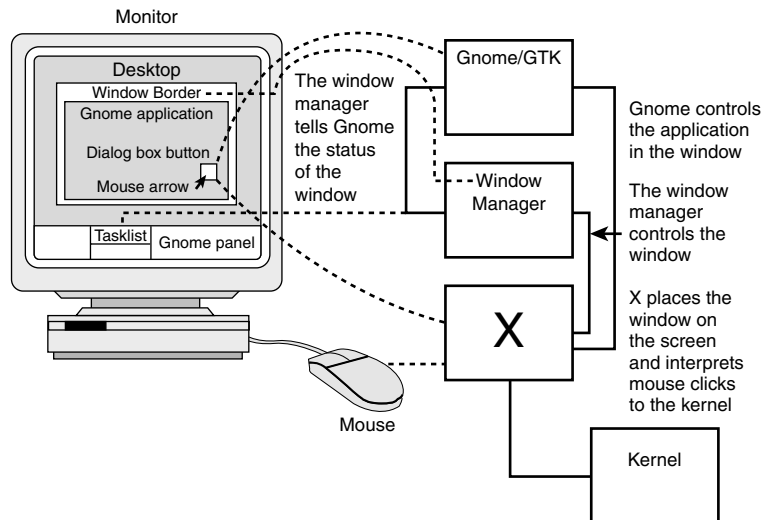 Monitor
Desktop
Window Border
Gnome application
Dialog box button
Mouse arrow
Tasklist
Gnome panel
The window
manager
tells Gnome
the status
of the
window
Mouse
Gnome/GTK
Window
Manager
X
Kernel
Gnome controls
the application
in the window
The window
manager
controls the
window
X places the
window on
the screen
and interprets
mouse clicks
to the kernel